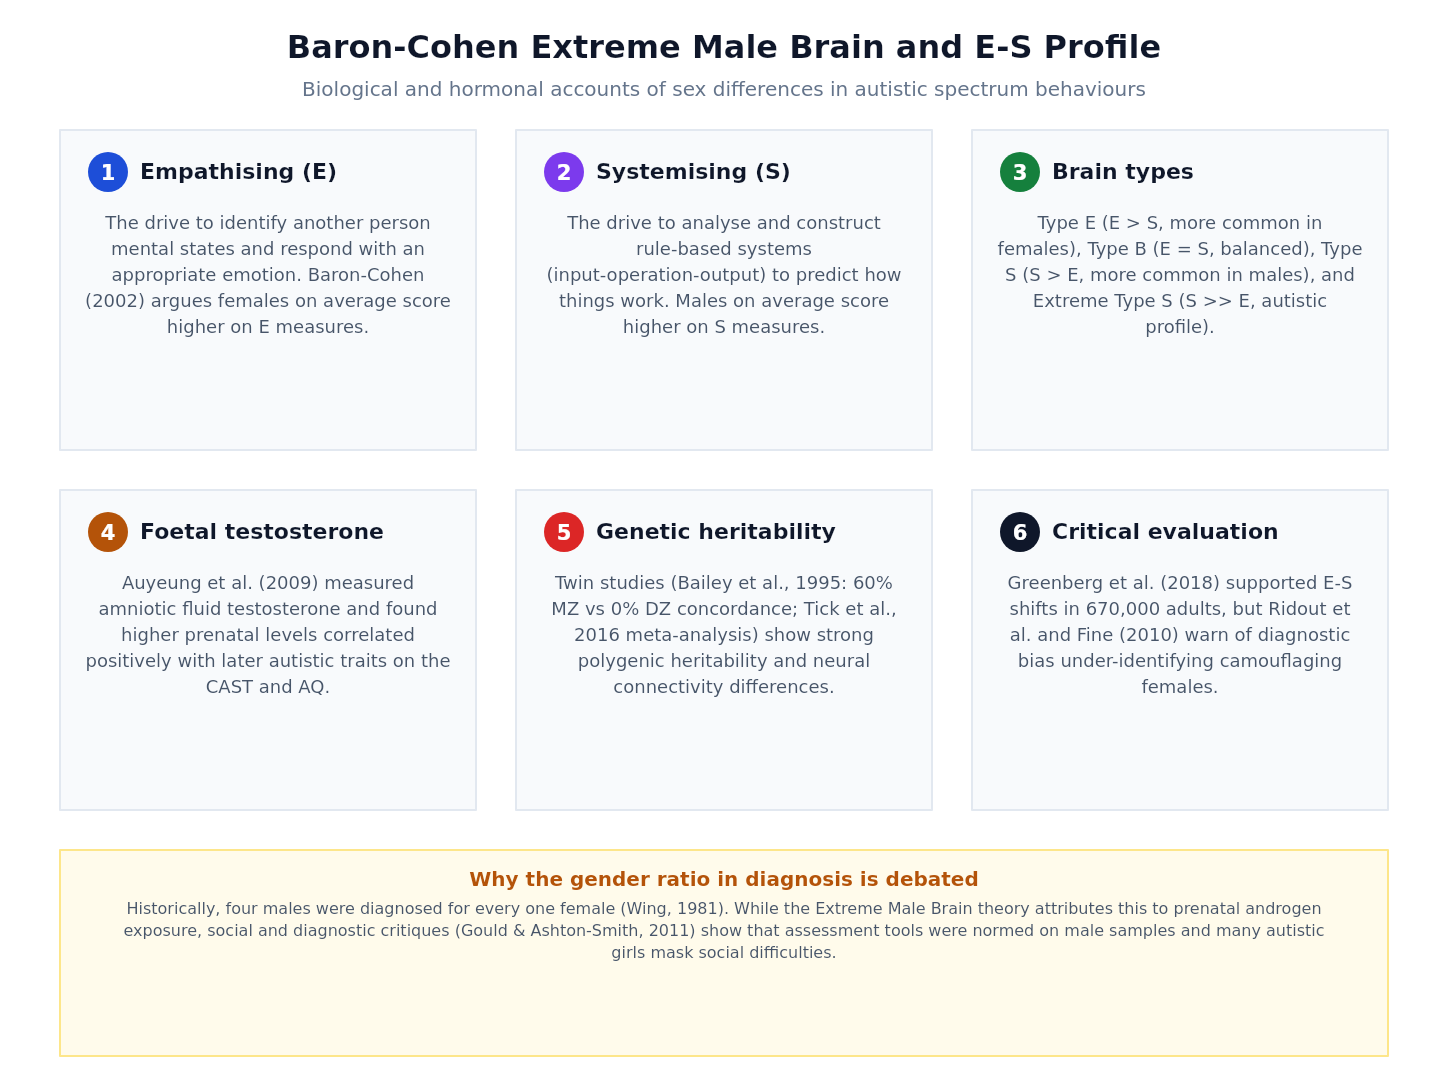 Baron-Cohen Extreme Male Brain and E-S Profile
Biological and hormonal accounts of sex differences in autistic spectrum behaviours
1 Empathising (E)
The drive to identify another person
mental states and respond with an
appropriate emotion. Baron-Cohen
(2002) argues females on average score
higher on E measures.
2 Systemising (S)
The drive to analyse and construct
rule-based systems
(input-operation-output) to predict how
things work. Males on average score
higher on S measures.
3 Brain types
Type E (E > S, more common in
females), Type B (E = S, balanced), Type
S (S > E, more common in males), and
Extreme Type S (S >> E, autistic
profile).
4 Foetal testosterone
Auyeung et al. (2009) measured
amniotic fluid testosterone and found
higher prenatal levels correlated
positively with later autistic traits on the
CAST and AQ.
5 Genetic heritability
Twin studies (Bailey et al., 1995: 60%
MZ vs 0% DZ concordance; Tick et al.,
2016 meta-analysis) show strong
polygenic heritability and neural
connectivity differences.
6 Critical evaluation
Greenberg et al. (2018) supported E-S
shifts in 670,000 adults, but Ridout et
al. and Fine (2010) warn of diagnostic
bias under-identifying camouflaging
females.
Why the gender ratio in diagnosis is debated
Historically, four males were diagnosed for every one female (Wing, 1981). While the Extreme Male Brain theory attributes this to prenatal androgen
exposure, social and diagnostic critiques (Gould & Ashton-Smith, 2011) show that assessment tools were normed on male samples and many autistic
girls mask social difficulties.